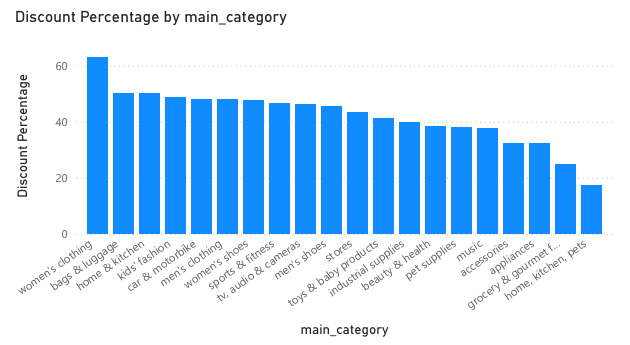 Discount Percentage by main_category
Discount Percentage
60
40
20
0
women's clothing
bags & luggage
home & kitchen
kids' fashion
car & motorbike
men's clothing
women's shoes
sports & fitness
tv, audio & cameras
men's shoes
stores
toys & baby products
industrial supplies
beauty & health
pet supplies
music
accessories
appliances
grocery & gourmet f...
home, kitchen, pets
main_category